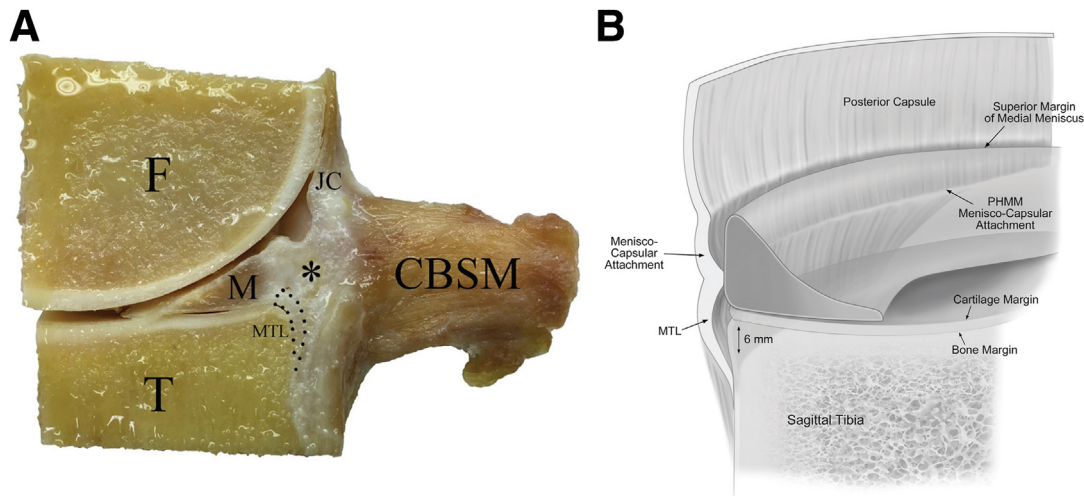 A
F
JC
M
*
CBSM
MTL
T
B
Posterior Capsule
Superior Margin
of Medial Meniscus
PHMM
Menisco-Capsular
Attachment
Menisco-
Capsular
Attachment
Cartilage Margin
MTL
6 mm
Bone Margin
Sagittal Tibia